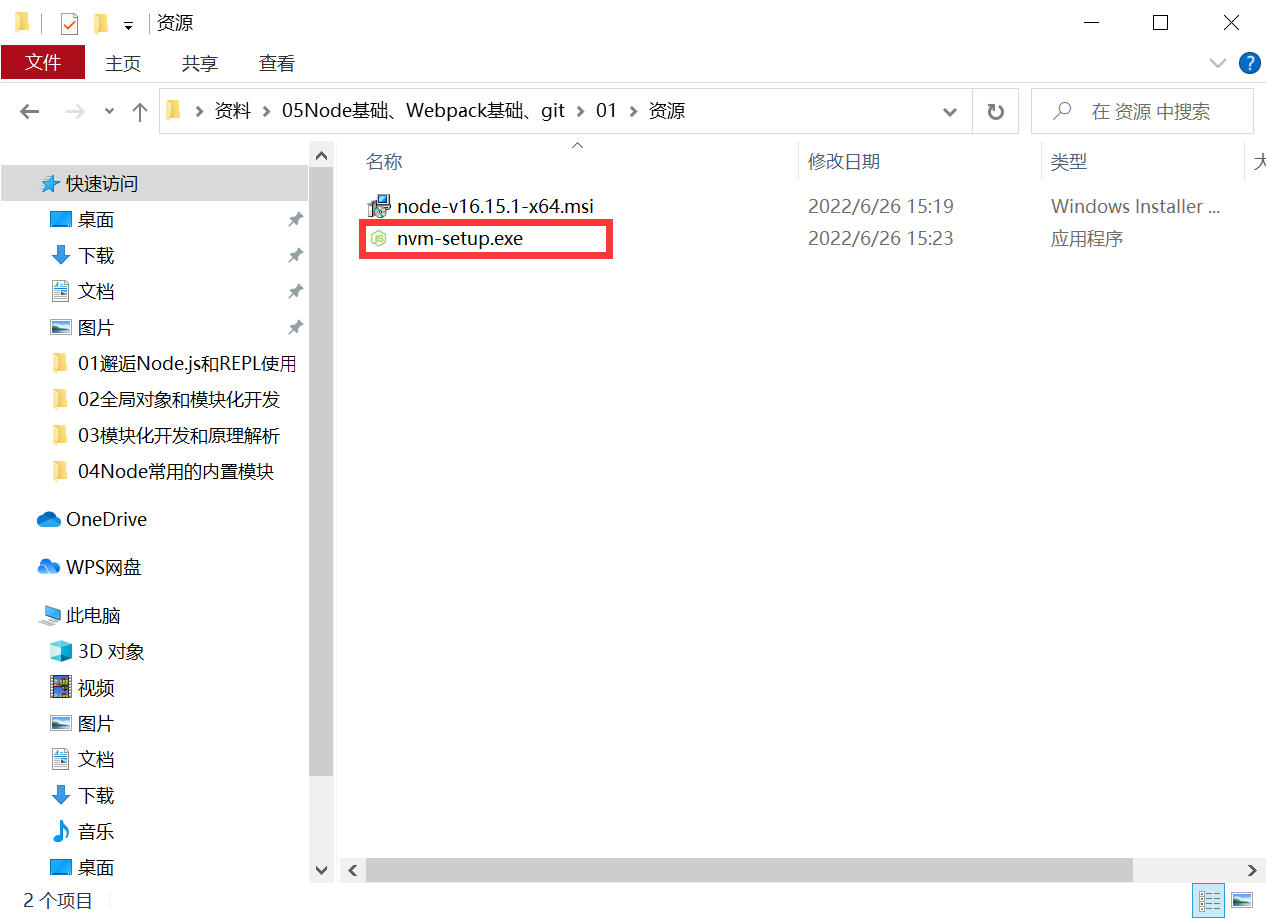 资源
文件 主页 共享 查看
资料 05Node基础、Webpack基础、git 01 资源 在 资源 中搜索
名称 修改日期 类型 大
node-v16.15.1-x64.msi 2022/6/26 15:19 Windows Installer ...
nvm-setup.exe 2022/6/26 15:23 应用程序
快速访问
桌面
下载
文档
图片
01邂逅Node.js和REPL使用
02全局对象和模块化开发
03模块化开发和原理解析
04Node常用的内置模块
OneDrive
WPS网盘
此电脑
3D 对象
视频
图片
文档
下载
音乐
桌面
2 个项目